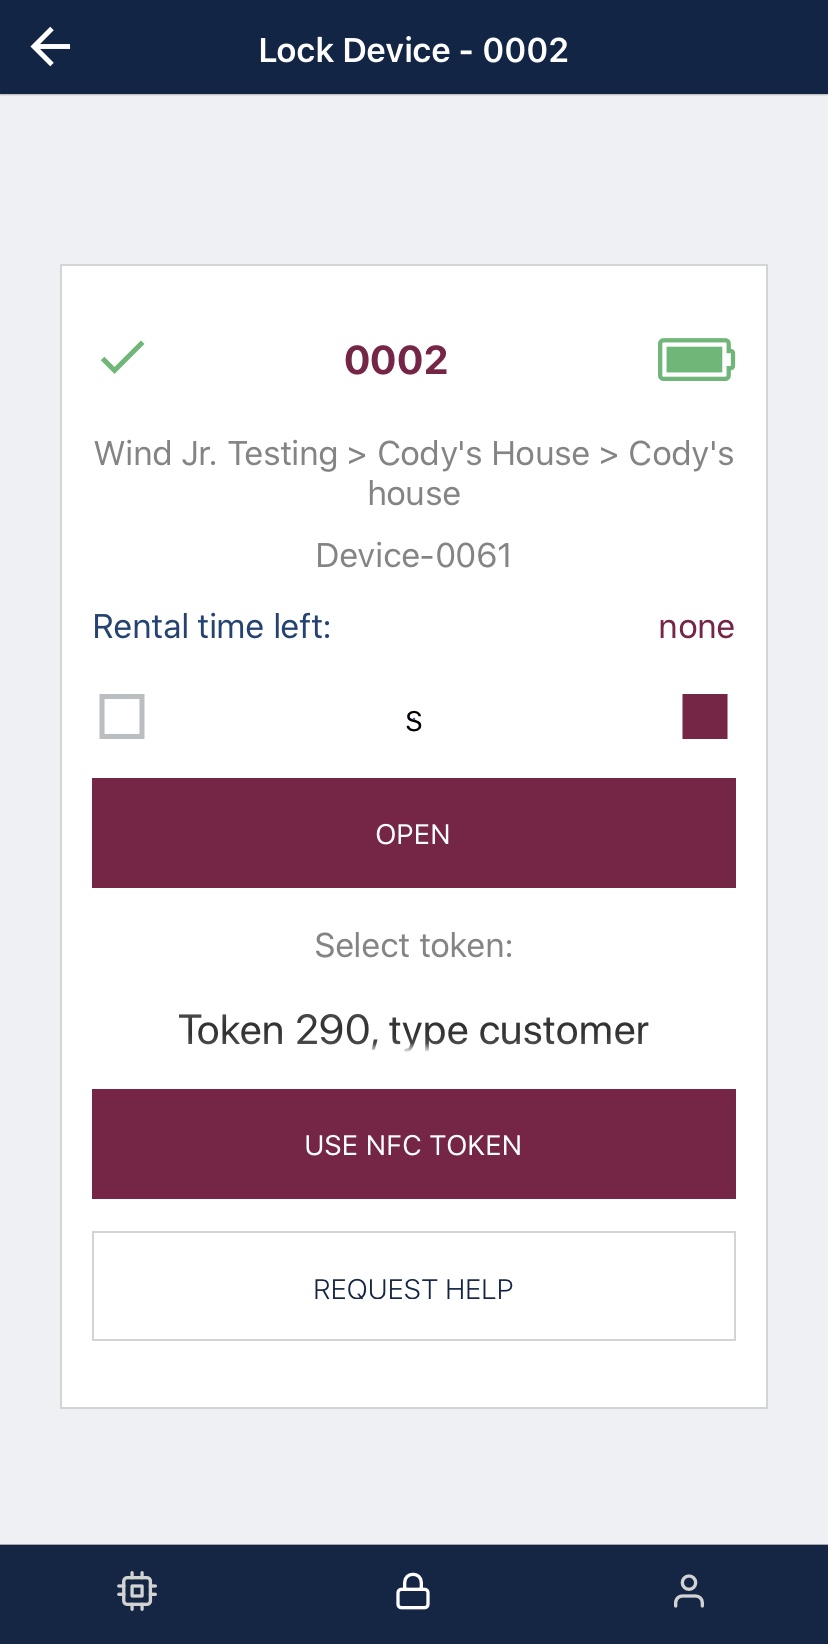 Lock Device - 0002
0002
Wind Jr. Testing > Cody's House > Cody's
house
Device-0061
Rental time left: none
s
OPEN
Select token:
Token 290, type customer
USE NFC TOKEN
REQUEST HELP